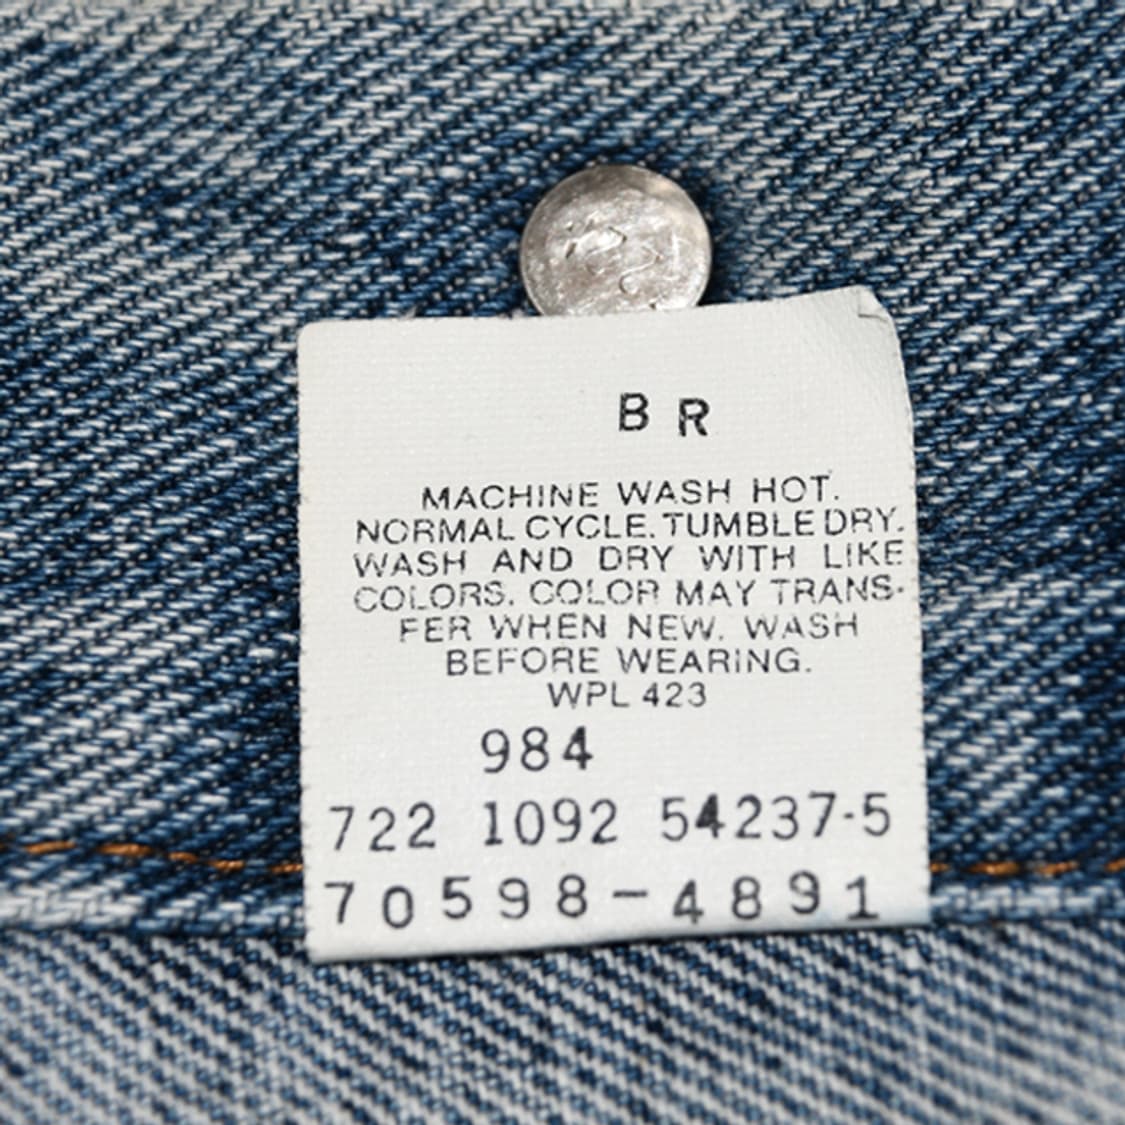 B R
MACHINE WASH HOT.
NORMAL CYCLE. TUMBLE DRY.
WASH AND DRY WITH LIKE
COLORS. COLOR MAY TRANS-
FER WHEN NEW. WASH
BEFORE WEARING.
WPL 423
984
722 1092 54237-5
70598-4891